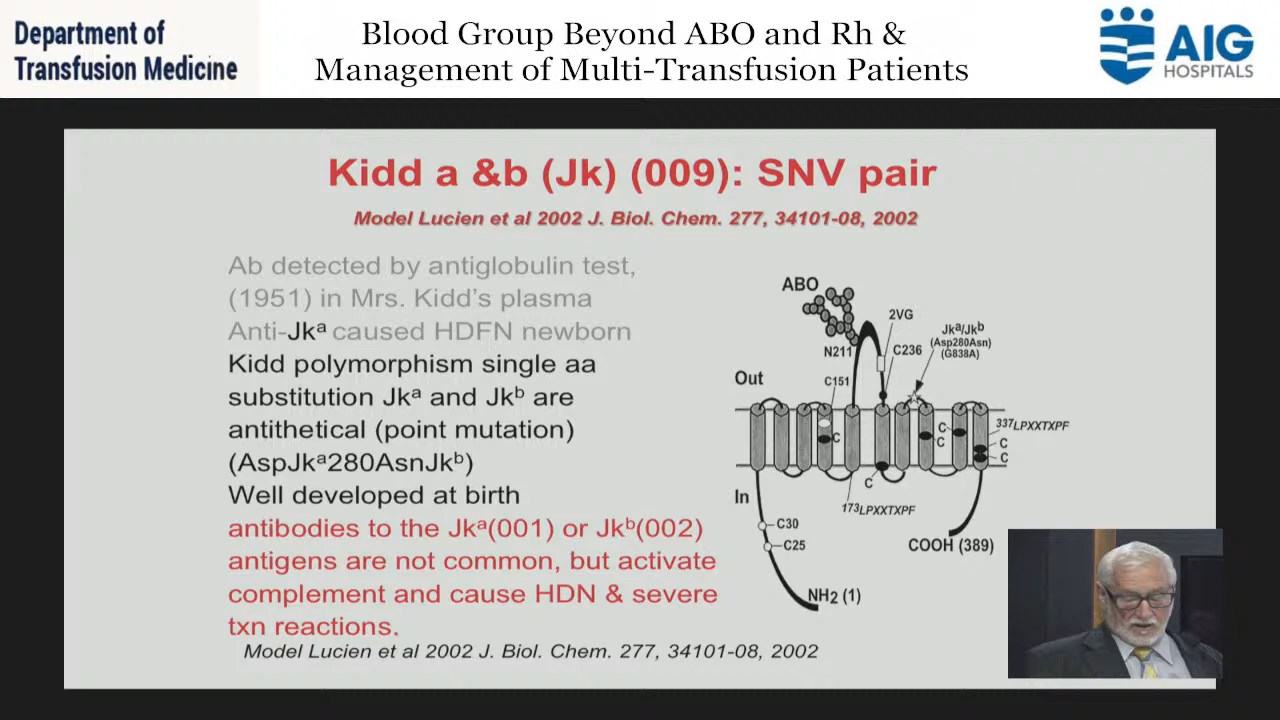 Department of
Transfusion Medicine
Blood Group Beyond ABO and Rh &
Management of Multi-Transfusion Patients
AIG
HOSPITALS
Kidd a &b (Jk) (009): SNV pair
Model Lucien et al 2002 J. Biol. Chem. 277, 34101-08, 2002
Ab detected by antiglobulin test,
(1951) in Mrs. Kidd's plasma
Anti-Jkᵃ caused HDFN newborn
Kidd polymorphism single aa
substitution Jkᵃ and Jkᵇ are
antithetical (point mutation)
(AspJkᵃ280AsnJkᵇ)
Well developed at birth
antibodies to the Jkᵃ(001) or Jkᵇ(002)
antigens are not common, but activate
complement and cause HDN & severe
txn reactions.
Model Lucien et al 2002 J. Biol. Chem. 277, 34101-08, 2002
ABO
2VG
Jkᵃ/Jkᵇ
(Asp280Asn)
(G838A)
N211
C236
Out
C151
C
C
C
C
C
C
C
³³⁷LPXXTXPF
In
¹⁷³LPXXTXPF
C30
C25
COOH (389)
NH₂ (1)